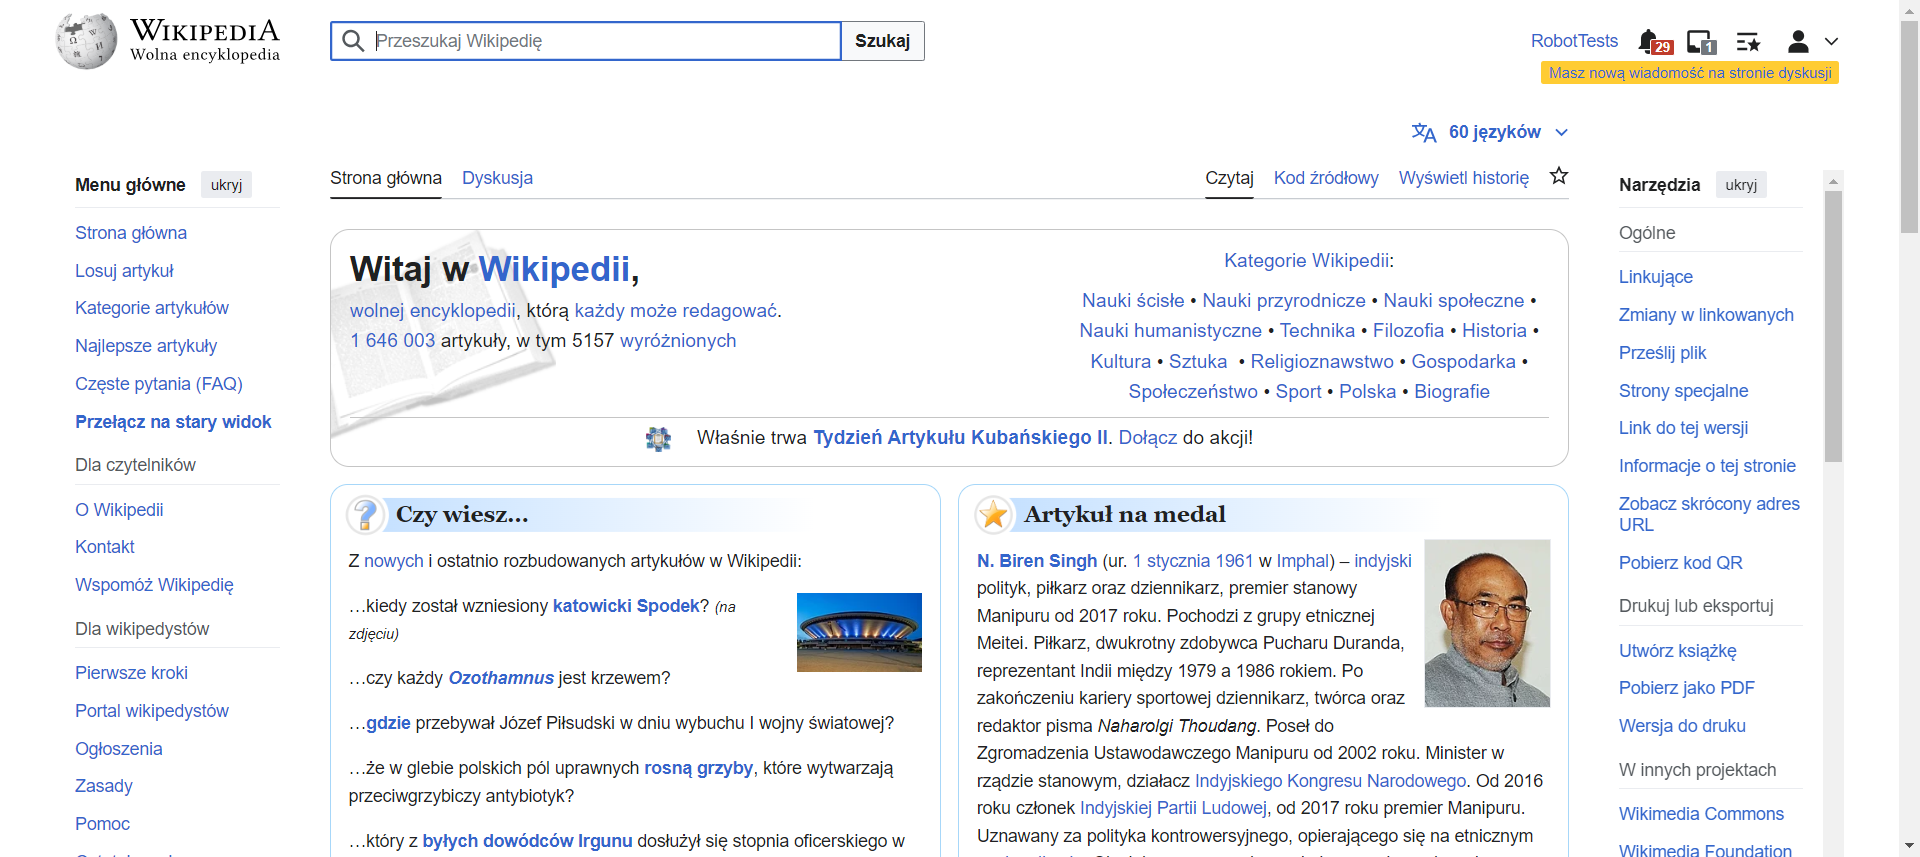 WIKIPEDIA
Wolna encyklopedia
Przeszukaj Wikipedię
Szukaj
RobotTests
29
1
Masz nową wiadomość na stronie dyskusji
60 języków
Menu główne
ukryj
Strona główna
Losuj artykuł
Kategorie artykułów
Najlepsze artykuły
Częste pytania (FAQ)
Przełącz na stary widok
Dla czytelników
O Wikipedii
Kontakt
Wspomóż Wikipedię
Dla wikipedystów
Pierwsze kroki
Portal wikipedystów
Ogłoszenia
Zasady
Pomoc
Strona główna
Dyskusja
Czytaj
Kod źródłowy
Wyświetl historię
Witaj w Wikipedii,
wolnej encyklopedii, którą każdy może redagować.
1 646 003 artykuły, w tym 5157 wyróżnionych
Kategorie Wikipedii:
Nauki ścisłe • Nauki przyrodnicze • Nauki społeczne •
Nauki humanistyczne • Technika • Filozofia • Historia •
Kultura • Sztuka • Religioznawstwo • Gospodarka •
Społeczeństwo • Sport • Polska • Biografie
Właśnie trwa Tydzień Artykułu Kubańskiego II. Dołącz do akcji!
Czy wiesz...
Z nowych i ostatnio rozbudowanych artykułów w Wikipedii:
…kiedy został wzniesiony katowicki Spodek? (na
zdjęciu)
…czy każdy Ozothamnus jest krzewem?
…gdzie przebywał Józef Piłsudski w dniu wybuchu I wojny światowej?
…że w glebie polskich pól uprawnych rosną grzyby, które wytwarzają
przeciwgrzybiczy antybiotyk?
…który z byłych dowódców Irgunu dosłużył się stopnia oficerskiego w
Artykuł na medal
N. Biren Singh (ur. 1 stycznia 1961 w Imphal) – indyjski
polityk, piłkarz oraz dziennikarz, premier stanowy
Manipuru od 2017 roku. Pochodzi z grupy etnicznej
Meitei. Piłkarz, dwukrotny zdobywca Pucharu Duranda,
reprezentant Indii między 1979 a 1986 rokiem. Po
zakończeniu kariery sportowej dziennikarz, twórca oraz
redaktor pisma Naharolgi Thoudang. Poseł do
Zgromadzenia Ustawodawczego Manipuru od 2002 roku. Minister w
rządzie stanowym, działacz Indyjskiego Kongresu Narodowego. Od 2016
roku członek Indyjskiej Partii Ludowej, od 2017 roku premier Manipuru.
Uznawany za polityka kontrowersyjnego, opierającego się na etnicznym
Narzędzia
ukryj
Ogólne
Linkujące
Zmiany w linkowanych
Prześlij plik
Strony specjalne
Link do tej wersji
Informacje o tej stronie
Zobacz skrócony adres
URL
Pobierz kod QR
Drukuj lub eksportuj
Utwórz książkę
Pobierz jako PDF
Wersja do druku
W innych projektach
Wikimedia Commons
Wikimedia Foundation